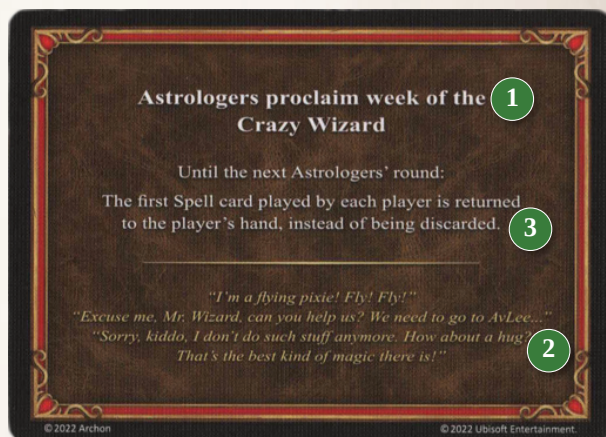 Astrologers proclaim week of the 1
Crazy Wizard
Until the next Astrologers' round:
The first Spell card played by each player is returned
to the player's hand, instead of being discarded. 3
"I'm a flying pixie! Fly! Fly!"
"Excuse me, Mr. Wizard, can you help us? We need to go to AvLee..."
"Sorry, kiddo, I don't do such stuff anymore. How about a hug?
That's the best kind of magic there is!" 2
©2022 Archon ©2022 Ubisoft Entertainment.